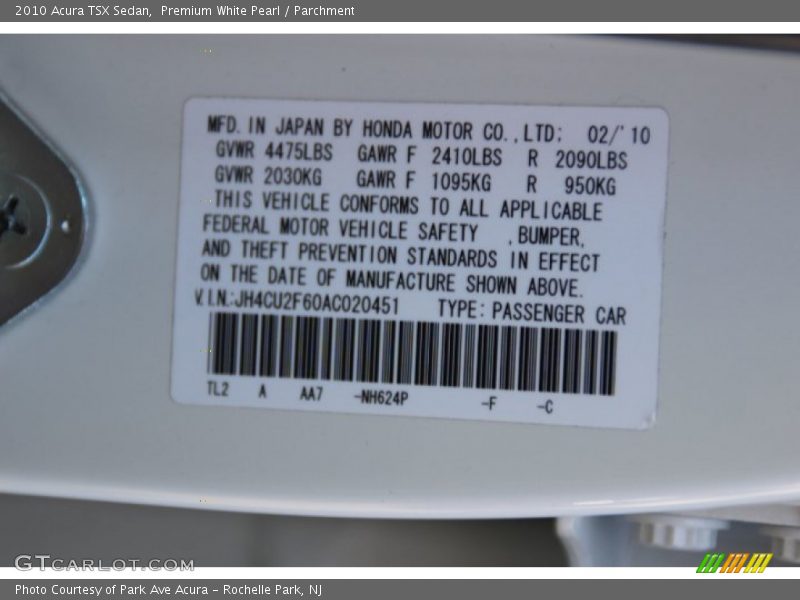 2010 Acura TSX Sedan, Premium White Pearl / Parchment
MFD. IN JAPAN BY HONDA MOTOR CO.,LTD: 02/'10
GVWR 4475LBS GAWR F 2410LBS R 2090LBS
GVWR 2030KG GAWR F 1095KG R 950KG
THIS VEHICLE CONFORMS TO ALL APPLICABLE
FEDERAL MOTOR VEHICLE SAFETY ,BUMPER,
AND THEFT PREVENTION STANDARDS IN EFFECT
ON THE DATE OF MANUFACTURE SHOWN ABOVE.
V.I.N.:JH4CU2F60AC020451 TYPE: PASSENGER CAR
TL2 A AA7 -NH624P -F -C
GTCARLOT.COM
Photo Courtesy of Park Ave Acura - Rochelle Park, NJ